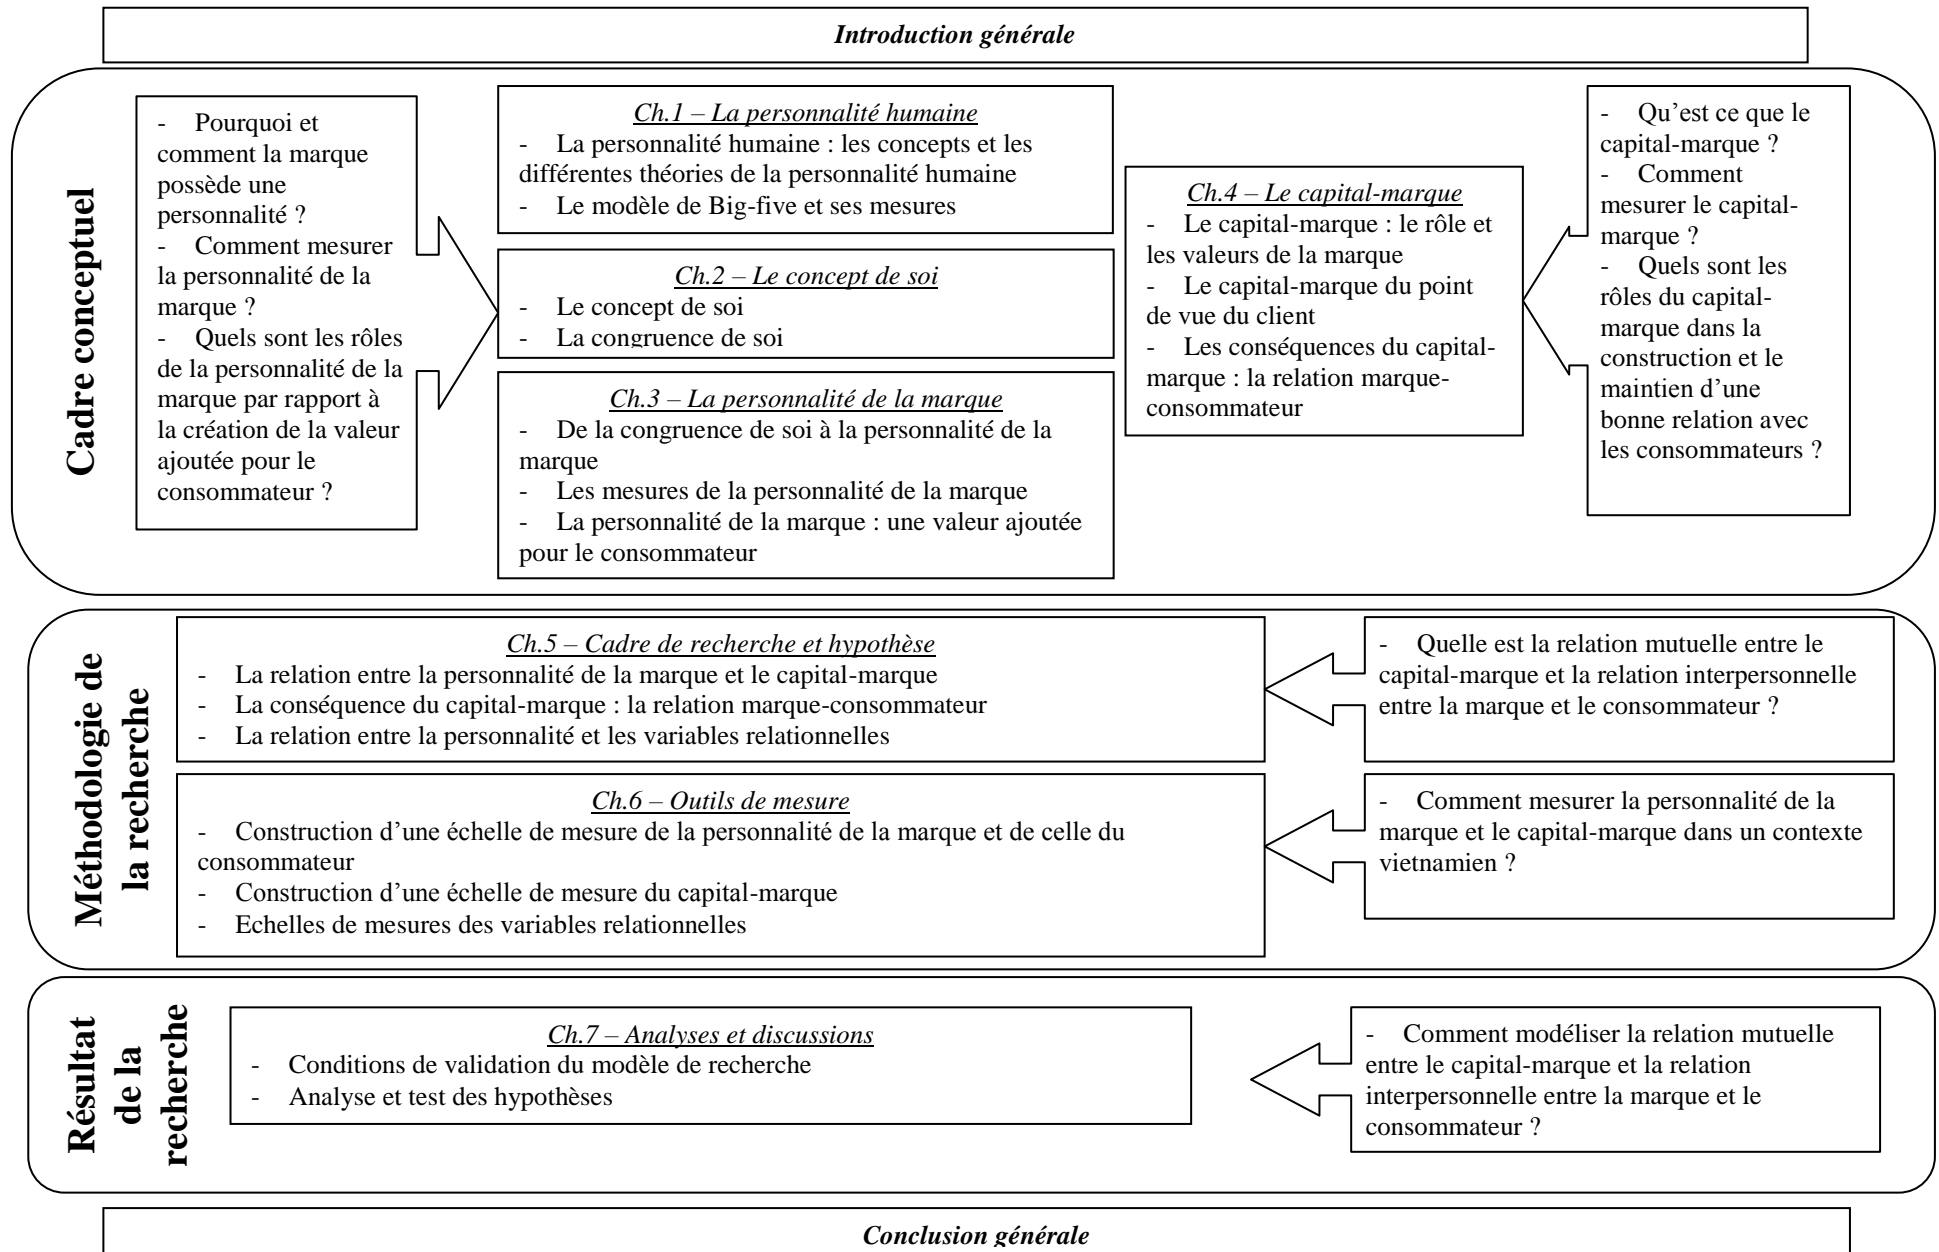 Introduction générale
Cadre conceptuel
- Pourquoi et
comment la marque
possède une
personnalité ?
- Comment mesurer
la personnalité de la
marque ?
- Quels sont les rôles
de la personnalité de la
marque par rapport à
la création de la valeur
ajoutée pour le
consommateur ?
Ch.1 – La personnalité humaine
- La personnalité humaine : les concepts et les
différentes théories de la personnalité humaine
- Le modèle de Big-five et ses mesures
Ch.2 – Le concept de soi
- Le concept de soi
- La congruence de soi
Ch.3 – La personnalité de la marque
- De la congruence de soi à la personnalité de la
marque
- Les mesures de la personnalité de la marque
- La personnalité de la marque : une valeur ajoutée
pour le consommateur
Ch.4 – Le capital-marque
- Le capital-marque : le rôle et
les valeurs de la marque
- Le capital-marque du point
de vue du client
- Les conséquences du capital-
marque : la relation marque-
consommateur
- Qu’est ce que le
capital-marque ?
- Comment
mesurer le capital-
marque ?
- Quels sont les
rôles du capital-
marque dans la
construction et le
maintien d’une
bonne relation avec
les consommateurs ?
Méthodologie de
la recherche
Ch.5 – Cadre de recherche et hypothèse
- La relation entre la personnalité de la marque et le capital-marque
- La conséquence du capital-marque : la relation marque-consommateur
- La relation entre la personnalité et les variables relationnelles
- Quelle est la relation mutuelle entre le
capital-marque et la relation interpersonnelle
entre la marque et le consommateur ?
Ch.6 – Outils de mesure
- Construction d’une échelle de mesure de la personnalité de la marque et de celle du
consommateur
- Construction d’une échelle de mesure du capital-marque
- Echelles de mesures des variables relationnelles
- Comment mesurer la personnalité de la
marque et le capital-marque dans un contexte
vietnamien ?
Résultat
de la
recherche
Ch.7 – Analyses et discussions
- Conditions de validation du modèle de recherche
- Analyse et test des hypothèses
- Comment modéliser la relation mutuelle
entre le capital-marque et la relation
interpersonnelle entre la marque et le
consommateur ?
Conclusion générale